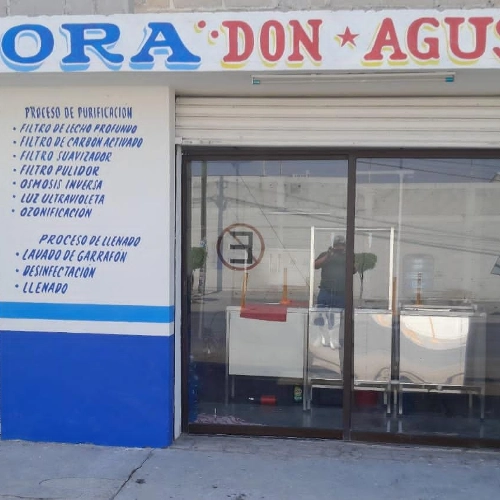 ORA DON ★ AGUS
PROCESO DE PURIFICACION
• FILTRO DE LECHO PROFUNDO
• FILTRO DE CARBON ACTIVADO
• FILTRO SUAVIZADOR
• FILTRO PULIDOR
• OSMOSIS INVERSA
• LUZ ULTRAVIOLETA
• OZONIFICACION
PROCESO DE LLENADO
• LAVADO DE GARRAFON
• DESINFECTACION
• LLENADO
E